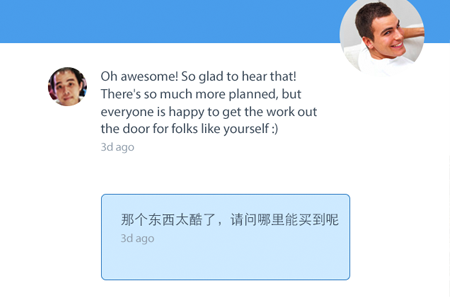 Oh awesome! So glad to hear that!
There's so much more planned, but
everyone is happy to get the work out
the door for folks like yourself :)
3d ago
那个东西太酷了，请问哪里能买到呢
3d ago